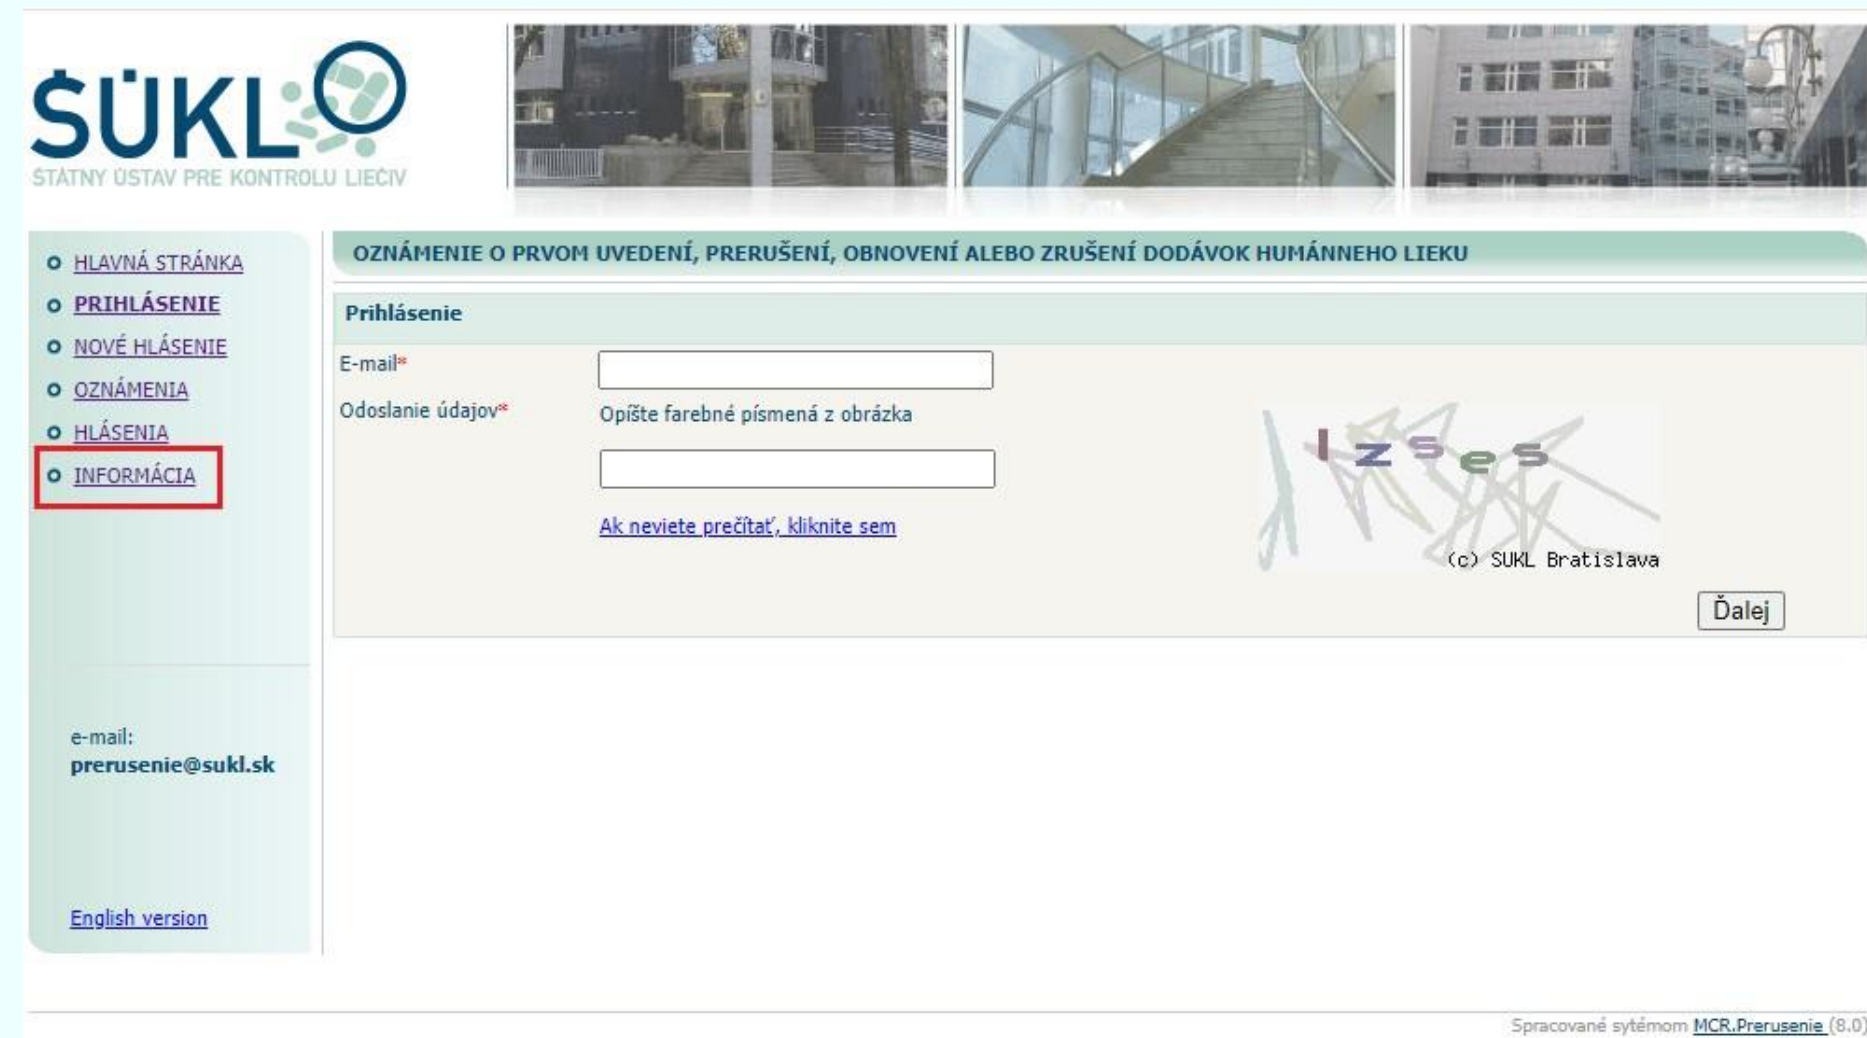 ŠÚKL
ŠTÁTNY ÚSTAV PRE KONTROLU LIEČIV
HLAVNÁ STRÁNKA
PRIHLÁSENIE
NOVÉ HLÁSENIE
OZNÁMENIA
HLÁSENIA
INFORMÁCIA
e-mail:
prerusenie@sukl.sk
English version
OZNÁMENIE O PRVOM UVEDENÍ, PRERUŠENÍ, OBNOVENÍ ALEBO ZRUŠENÍ DODÁVOK HUMÁNNEHO LIEKU
Prihlásenie
E-mail*
Odoslanie údajov*
Opíšte farebné písmená z obrázka
Ak neviete prečítať, kliknite sem
(c) SUKL Bratislava
Ďalej
Spracované sytémom MCR.Prerusenie (8.0)